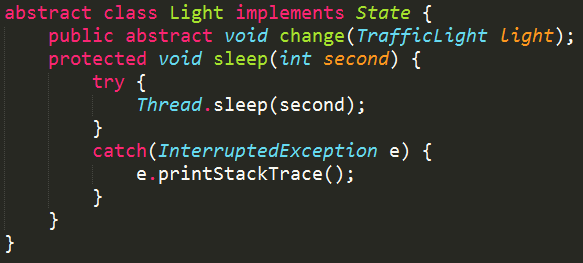 abstract class Light implements State {
    public abstract void change(TrafficLight light);
    protected void sleep(int second) {
        try {
            Thread.sleep(second);
        }
        catch(InterruptedException e) {
            e.printStackTrace();
        }
    }
}